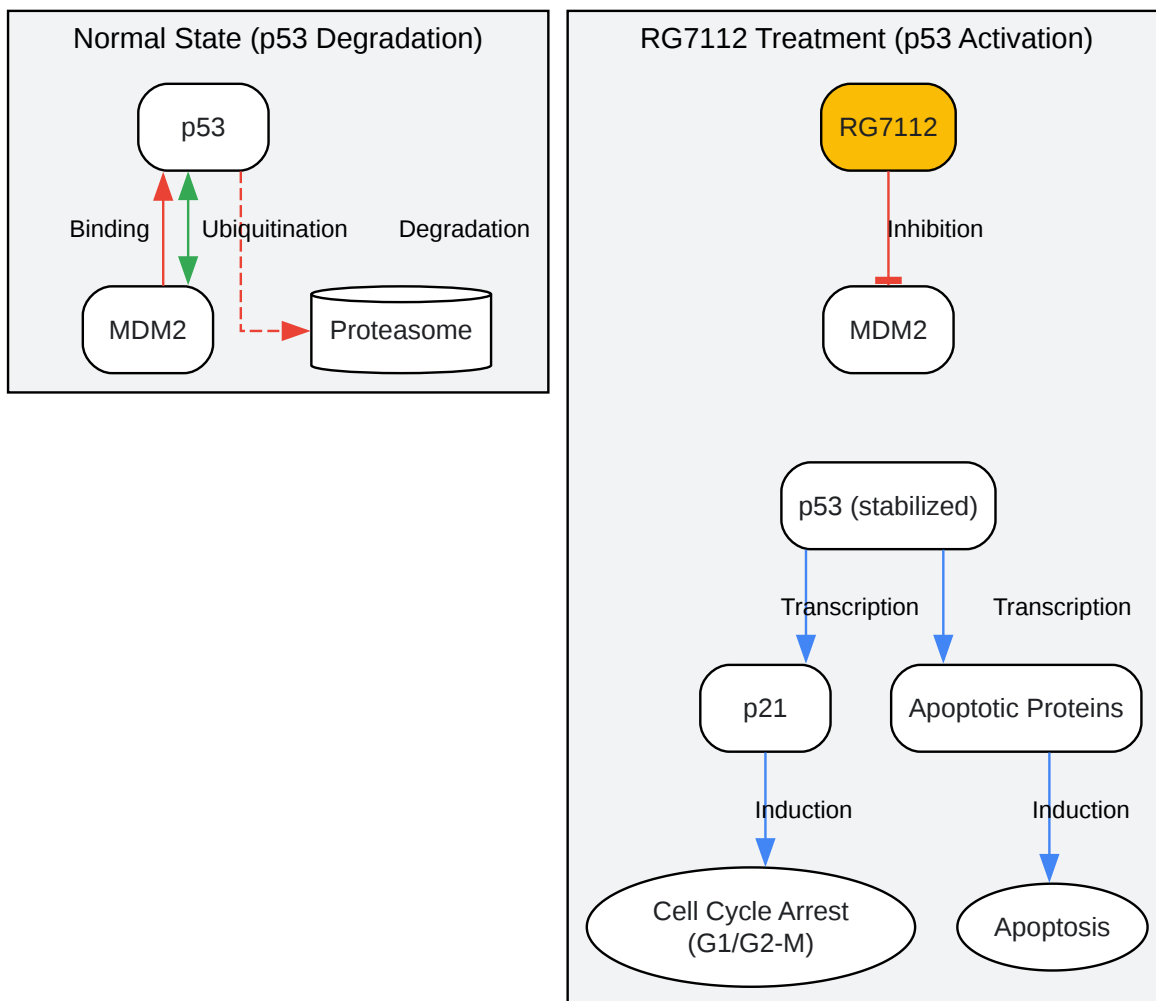 Normal State (p53 Degradation)
p53
Binding
Ubiquitination
Degradation
MDM2
Proteasome
RG7112 Treatment (p53 Activation)
RG7112
Inhibition
MDM2
p53 (stabilized)
Transcription
Transcription
p21
Apoptotic Proteins
Induction
Induction
Cell Cycle Arrest
(G1/G2-M)
Apoptosis